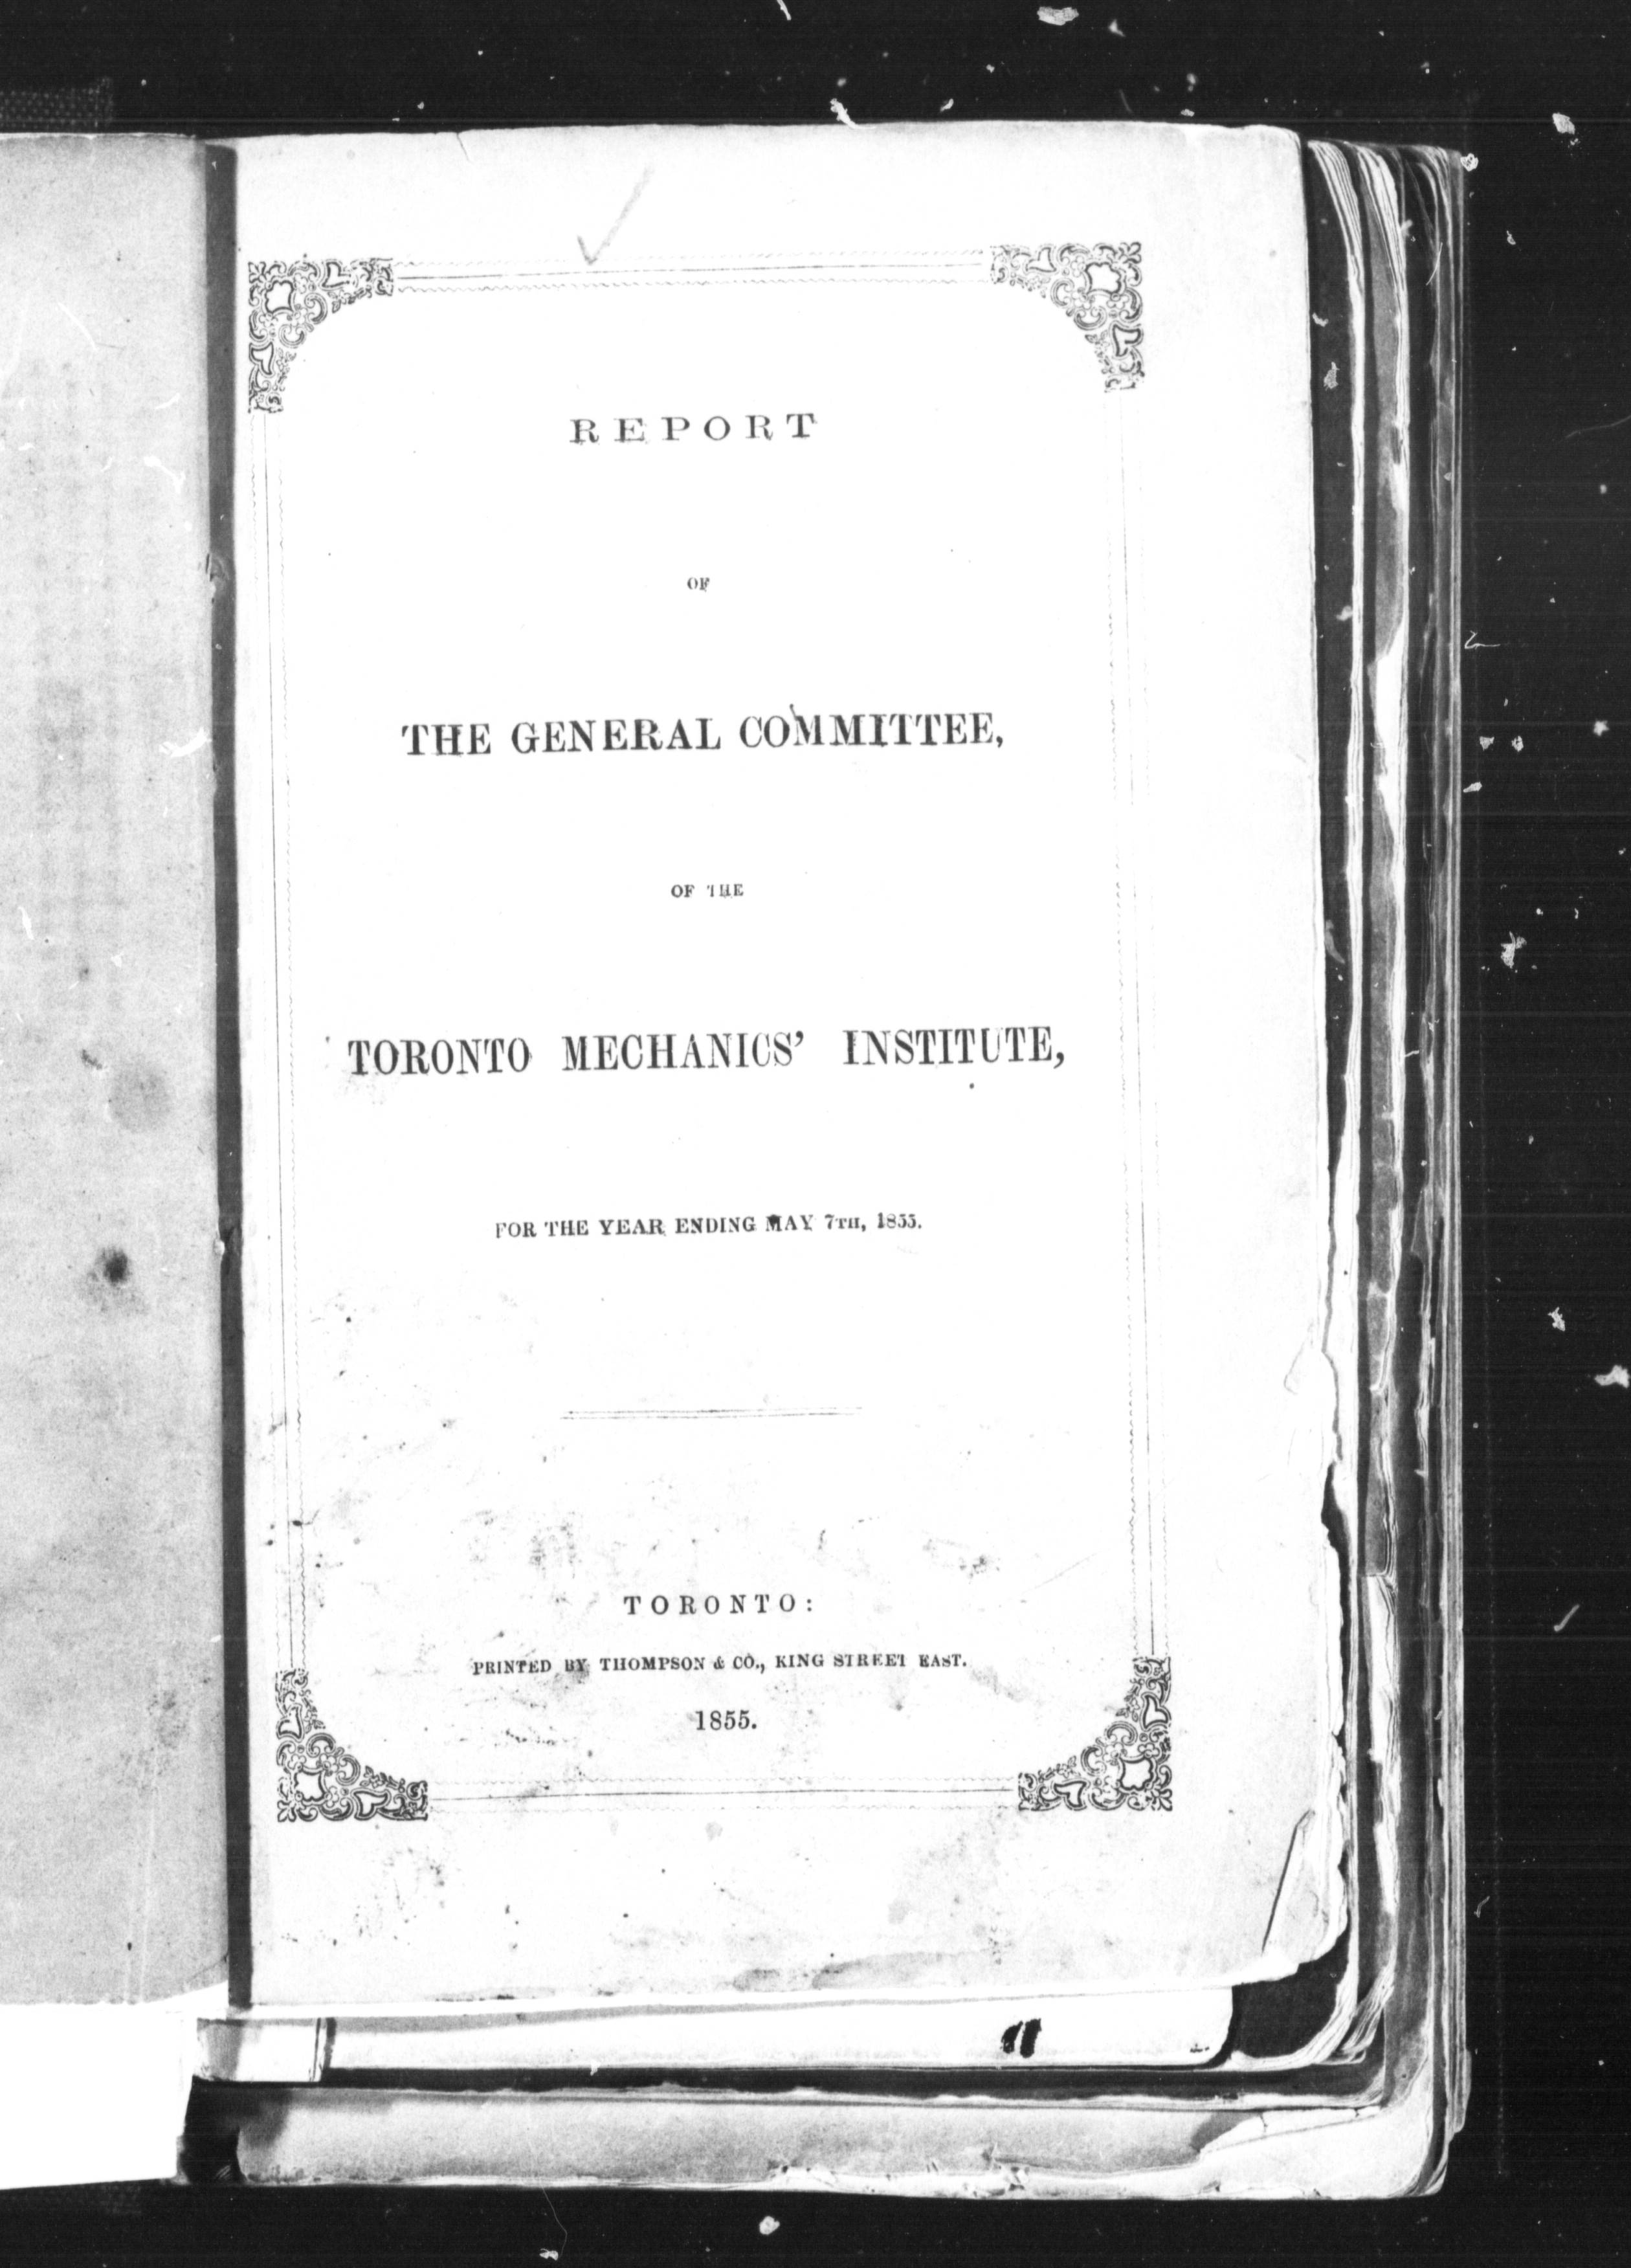 REPORT
OF
THE GENERAL COMMITTEE,
OF THE
TORONTO MECHANICS' INSTITUTE,
FOR THE YEAR ENDING MAY 7TH, 1855.
TORONTO:
PRINTED BY THOMPSON & CO., KING STREET EAST.
1855.